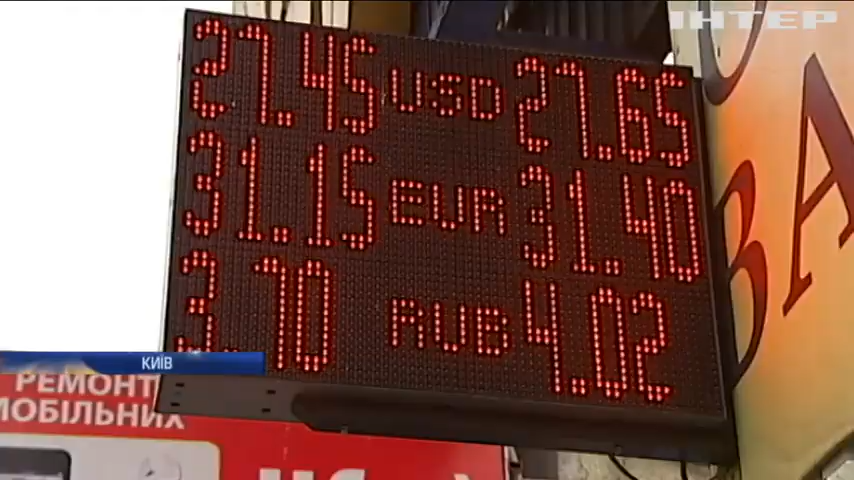 ІНТЕР
27.45 USD 27.65
31.15 EUR 31.40
3.70 RUB 4.02
ВА
КИЇВ
РЕМОНТ
МОБІЛЬНИХ